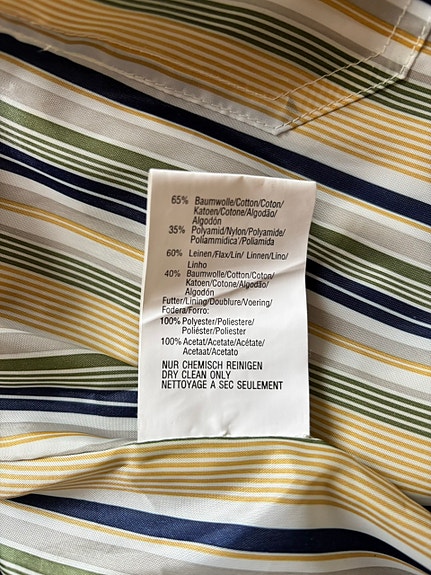 65% Baumwolle/Cotton/Coton/
Katoen/Cotone/Algodão/
Algodón
35% Polyamid/Nylon/Polyamide/
Poliammidica/Poliamida
60% Leinen/Flax/Lin/ Linnen/Lino/
Linho
40% Baumwolle/Cotton/Coton/
Katoen/Cotone/Algodão/
Algodón
Futter/Lining/Doublure/Voering/
Fodera/Forro:
100% Polyester/Poliestere/
Poliéster/Poliester
100% Acetat/Acetate/Acétate/
Acetaat/Acetato
NUR CHEMISCH REINIGEN
DRY CLEAN ONLY
NETTOYAGE A SEC SEULEMENT